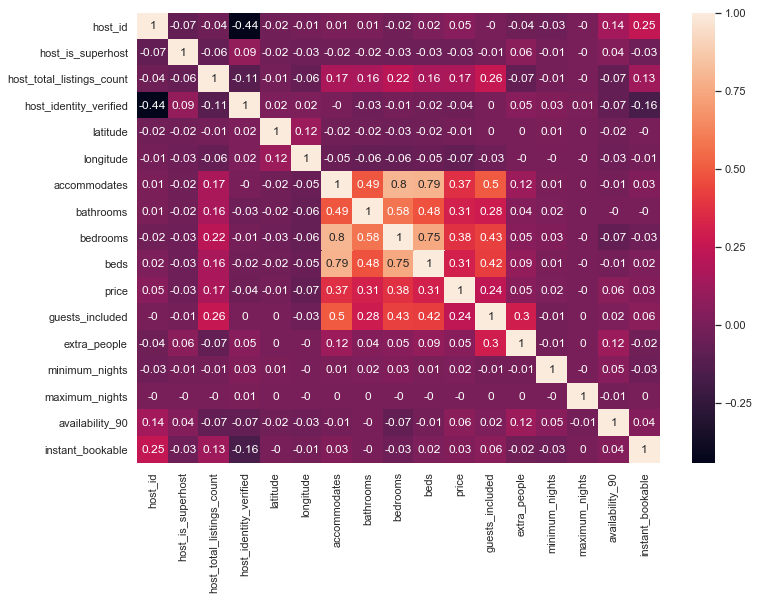 host_id 1 -0.07 -0.04 -0.44 -0.02 -0.01 0.01 0.01 -0.02 0.02 0.05 -0 -0.04 -0.03 -0 0.14 0.25
host_is_superhost -0.07 1 -0.06 0.09 -0.02 -0.03 -0.02 -0.02 -0.03 -0.03 -0.03 -0.01 0.06 -0.01 -0 0.04 -0.03
host_total_listings_count -0.04 -0.06 1 -0.11 -0.01 -0.06 0.17 0.16 0.22 0.16 0.17 0.26 -0.07 -0.01 -0 -0.07 0.13
host_identity_verified -0.44 0.09 -0.11 1 0.02 0.02 -0 -0.03 -0.01 -0.02 -0.04 0 0.05 0.03 0.01 -0.07 -0.16
latitude -0.02 -0.02 -0.01 0.02 1 0.12 -0.02 -0.02 -0.03 -0.02 -0.01 0 0 0.01 0 -0.02 -0
longitude -0.01 -0.03 -0.06 0.02 0.12 1 -0.05 -0.06 -0.06 -0.05 -0.07 -0.03 -0 -0 0 -0.03 -0.01
accommodates 0.01 -0.02 0.17 -0 -0.02 -0.05 1 0.49 0.8 0.79 0.37 0.5 0.12 0.01 0 -0.01 0.03
bathrooms 0.01 -0.02 0.16 -0.03 -0.02 -0.06 0.49 1 0.58 0.48 0.31 0.28 0.04 0.02 0 -0 -0
bedrooms -0.02 -0.03 0.22 -0.01 -0.03 -0.06 0.8 0.58 1 0.75 0.38 0.43 0.05 0.03 -0 -0.07 -0.03
beds 0.02 -0.03 0.16 -0.02 -0.02 -0.05 0.79 0.48 0.75 1 0.31 0.42 0.09 0.01 -0 -0.01 0.02
price 0.05 -0.03 0.17 -0.04 -0.01 -0.07 0.37 0.31 0.38 0.31 1 0.24 0.05 0.02 -0 0.06 0.03
guests_included -0 -0.01 0.26 0 0 -0.03 0.5 0.28 0.43 0.42 0.24 1 0.3 -0.01 0 0.02 0.06
extra_people -0.04 0.06 -0.07 0.05 0 -0 0.12 0.04 0.05 0.09 0.05 0.3 1 -0.01 0 0.12 -0.02
minimum_nights -0.03 -0.01 -0.01 0.03 0.01 -0 0.01 0.02 0.03 0.01 0.02 -0.01 -0.01 1 -0 0.05 -0.03
maximum_nights -0 -0 -0 0.01 0 0 0 0 -0 -0 -0 0 0 -0 1 -0.01 0
availability_90 0.14 0.04 -0.07 -0.07 -0.02 -0.03 -0.01 -0 -0.07 -0.01 0.06 0.02 0.12 0.05 -0.01 1 0.04
instant_bookable 0.25 -0.03 0.13 -0.16 -0 -0.01 0.03 -0 -0.03 0.02 0.03 0.06 -0.02 -0.03 0 0.04 1
host_id
host_is_superhost
host_total_listings_count
host_identity_verified
latitude
longitude
accommodates
bathrooms
bedrooms
beds
price
guests_included
extra_people
minimum_nights
maximum_nights
availability_90
instant_bookable
1.00
0.75
0.50
0.25
0.00
−0.25